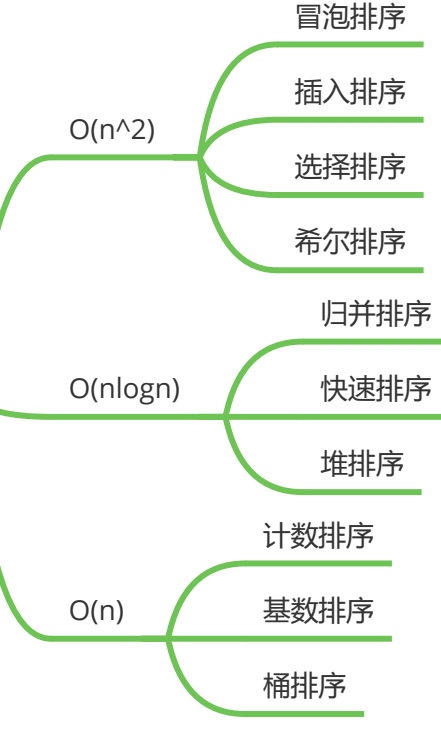 O(n^2)
冒泡排序
插入排序
选择排序
希尔排序
O(nlogn)
归并排序
快速排序
堆排序
O(n)
计数排序
基数排序
桶排序